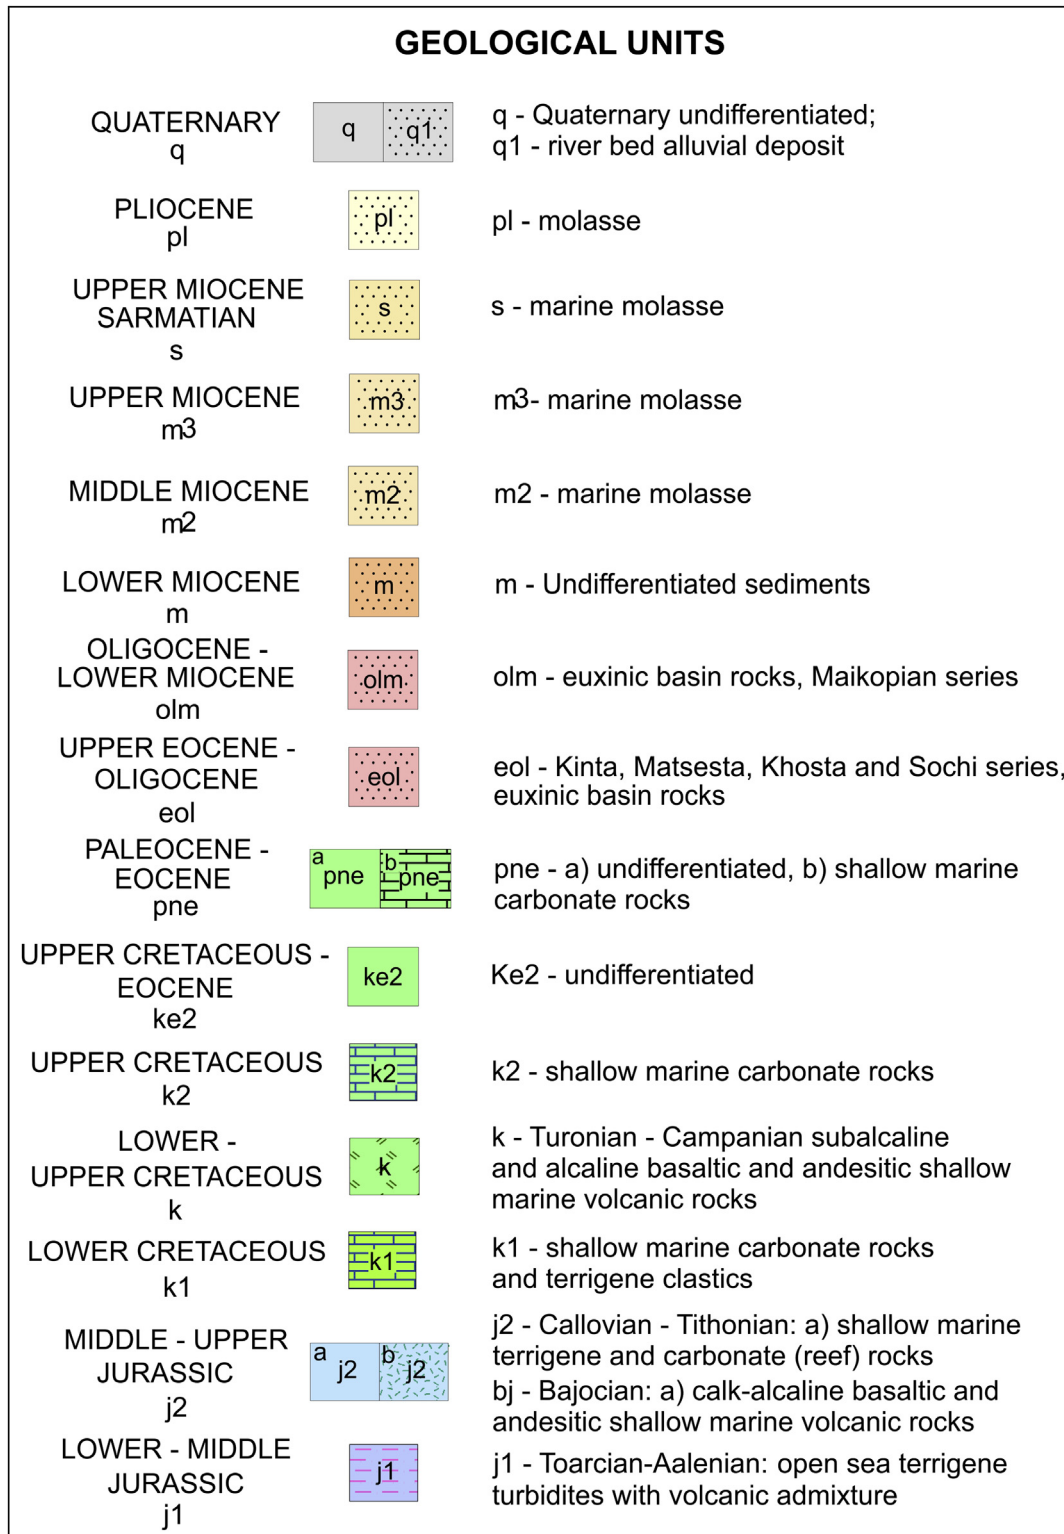 GEOLOGICAL UNITS
QUATERNARY
q
q
q1
q - Quaternary undifferentiated;
q1 - river bed alluvial deposit
PLIOCENE
pl
pl
pl - molasse
UPPER MIOCENE
SARMATIAN
s
s
s - marine molasse
UPPER MIOCENE
m3
m3
m3- marine molasse
MIDDLE MIOCENE
m2
m2
m2 - marine molasse
LOWER MIOCENE
m
m
m - Undifferentiated sediments
OLIGOCENE -
LOWER MIOCENE
olm
olm
olm - euxinic basin rocks, Maikopian series
UPPER EOCENE -
OLIGOCENE
eol
eol
eol - Kinta, Matsesta, Khosta and Sochi series,
euxinic basin rocks
PALEOCENE -
EOCENE
pne
a
pne
b
pne
pne - a) undifferentiated, b) shallow marine
carbonate rocks
UPPER CRETACEOUS -
EOCENE
ke2
ke2
Ke2 - undifferentiated
UPPER CRETACEOUS
k2
k2
k2 - shallow marine carbonate rocks
LOWER -
UPPER CRETACEOUS
k
k
k - Turonian - Campanian subalcaline
and alcaline basaltic and andesitic shallow
marine volcanic rocks
LOWER CRETACEOUS
k1
k1
k1 - shallow marine carbonate rocks
and terrigene clastics
MIDDLE - UPPER
JURASSIC
j2
a
j2
b
j2
j2 - Callovian - Tithonian: a) shallow marine
terrigene and carbonate (reef) rocks
bj - Bajocian: a) calk-alcaline basaltic and
andesitic shallow marine volcanic rocks
LOWER - MIDDLE
JURASSIC
j1
j1
j1 - Toarcian-Aalenian: open sea terrigene
turbidites with volcanic admixture